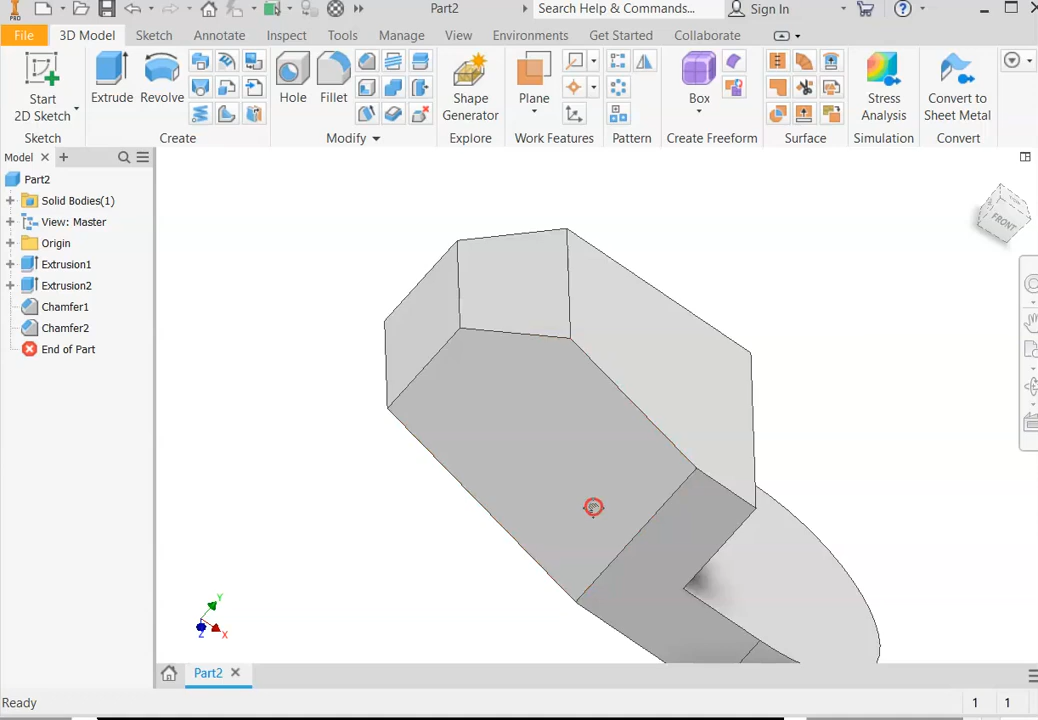 PRO
Part2
Search Help & Commands...
Sign In
File
3D Model
Sketch
Annotate
Inspect
Tools
Manage
View
Environments
Get Started
Collaborate
Start
2D Sketch
Extrude
Revolve
Hole
Fillet
Shape
Generator
Plane
Box
Stress
Analysis
Convert to
Sheet Metal
Sketch
Create
Modify
Explore
Work Features
Pattern
Create Freeform
Surface
Simulation
Convert
Model
Part2
Solid Bodies(1)
View: Master
Origin
Extrusion1
Extrusion2
Chamfer1
Chamfer2
End of Part
FRONT
Y
Z
X
Part2
Ready
1
1